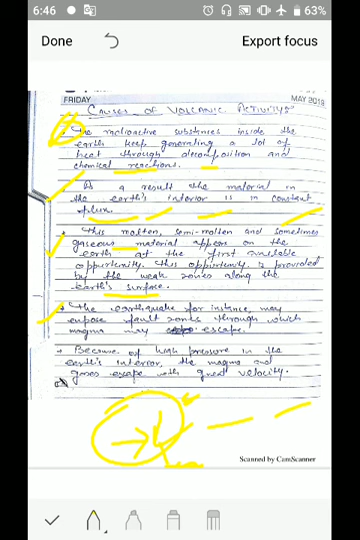 6:46
63%
Done
Export focus
FRIDAY
MAY 2018
CAUSES OF VOLCANIC ACTIVITY:
The radioactive substances inside the
earth keep generating a lot of
heat through decomposition and
chemical reactions.
As a result the material in
the earth's interior is in constant
flux.
This molten, semi-molten and sometimes
gaseous material appears on the
earth at the first available
oppurtunity. This oppurtunity is provided
by the weak zones along the
earth's surface.
The earthquake for instance, may
expose fault zones through which
magma may escape.
→ Because of high pressure in the
earth's interior, the magma and
gases escape with great velocity.
Scanned by CamScanner